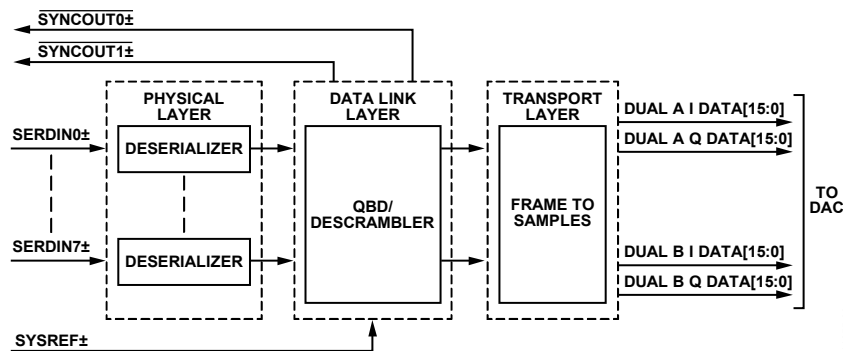 SYNCOUT0±
SYNCOUT1±
PHYSICAL
LAYER
DATA LINK
LAYER
TRANSPORT
LAYER
SERDIN0±
DESERIALIZER
QBD/
DESCRAMBLER
FRAME TO
SAMPLES
DUAL A I DATA[15:0]
DUAL A Q DATA[15:0]
TO
DAC
SERDIN7±
DESERIALIZER
DUAL B I DATA[15:0]
DUAL B Q DATA[15:0]
SYSREF±